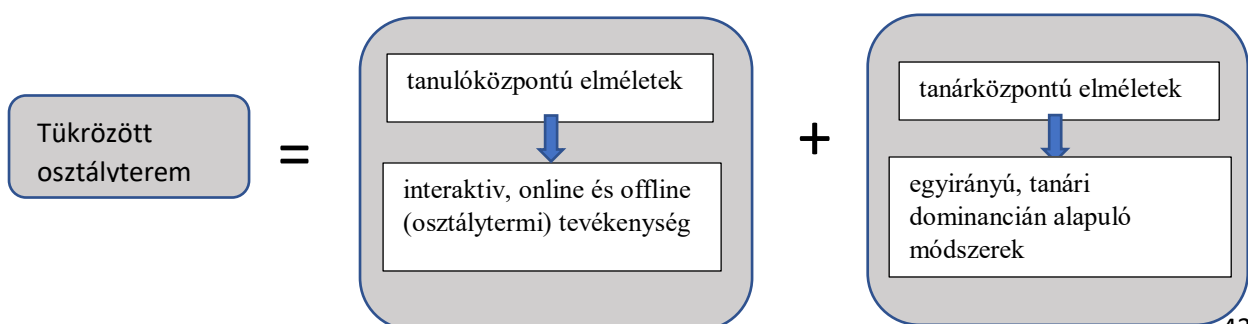 Tükrözött
osztályterem
=
tanulóközpontú elméletek
interaktiv, online és offline
(osztálytermi) tevékenység
+
tanárközpontú elméletek
egyirányú, tanári
dominancián alapuló
módszerek